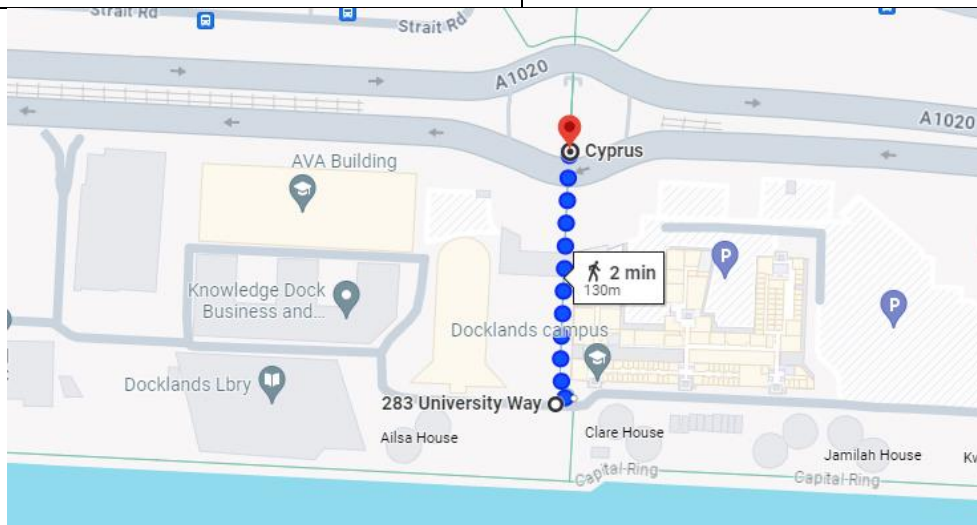 Strait Rd
Strait Rd
A1020
A1020
Cyprus
AVA Building
2 min
130m
P
P
Knowledge Dock
Business and...
Docklands campus
Docklands Lbry
283 University Way
Ailsa House
Clare House
Jamilah House
Kw
Capital Ring
Capital Ring